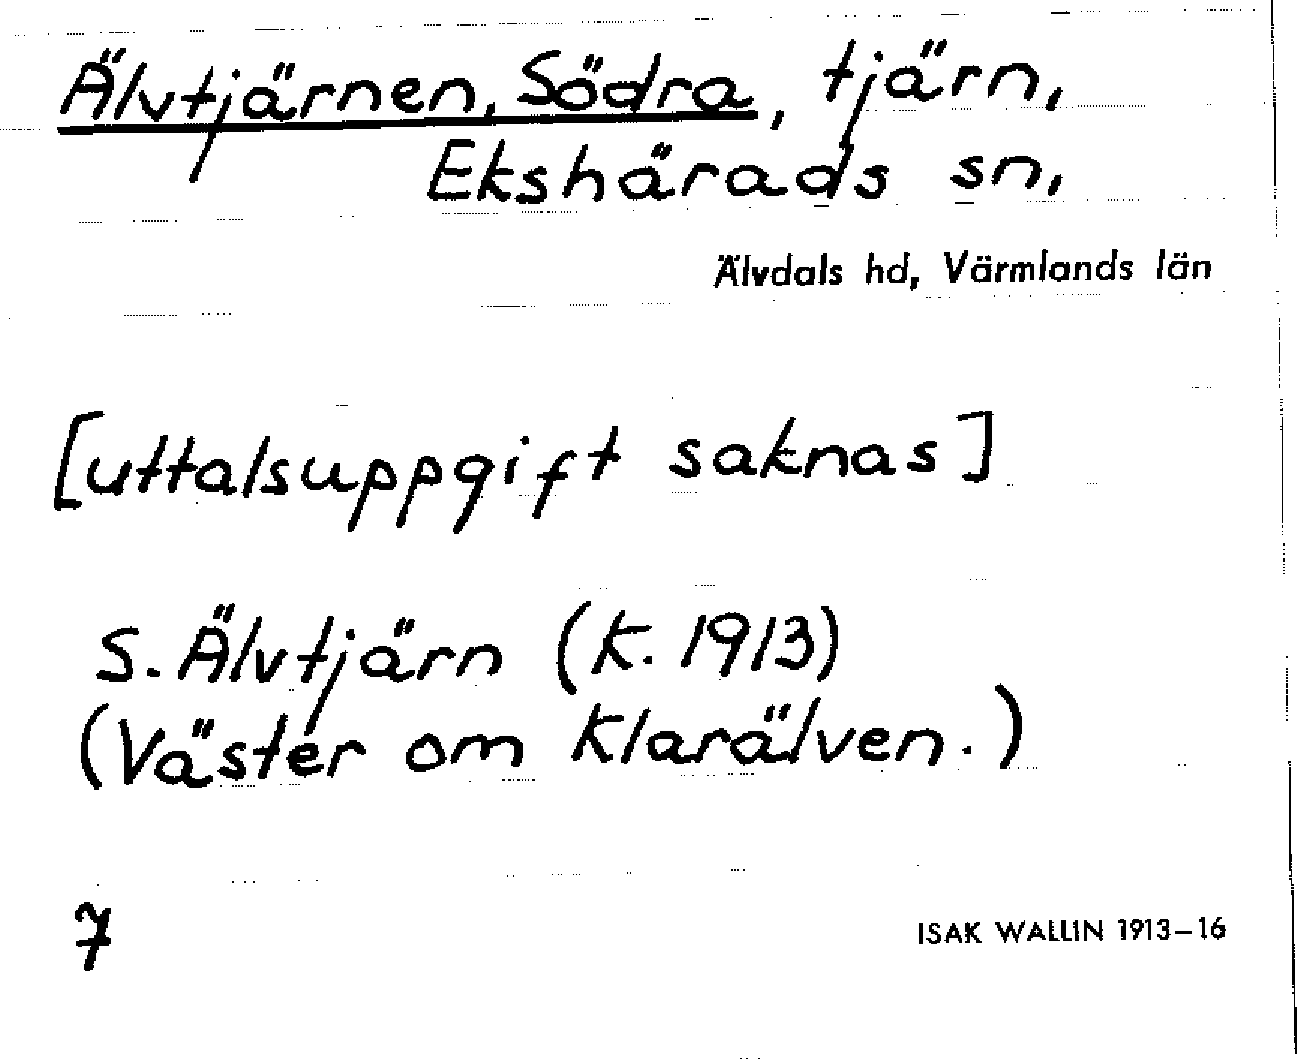 Älvtjärnen, Södra, tjärn,
Ekshärads sn,
Älvdals hd, Värmlands län
[uttalsuppgift saknas]
S. Älvtjärn (K. 1913)
(Väster om Klarälven.)
7
ISAK WALLIN 1913–16